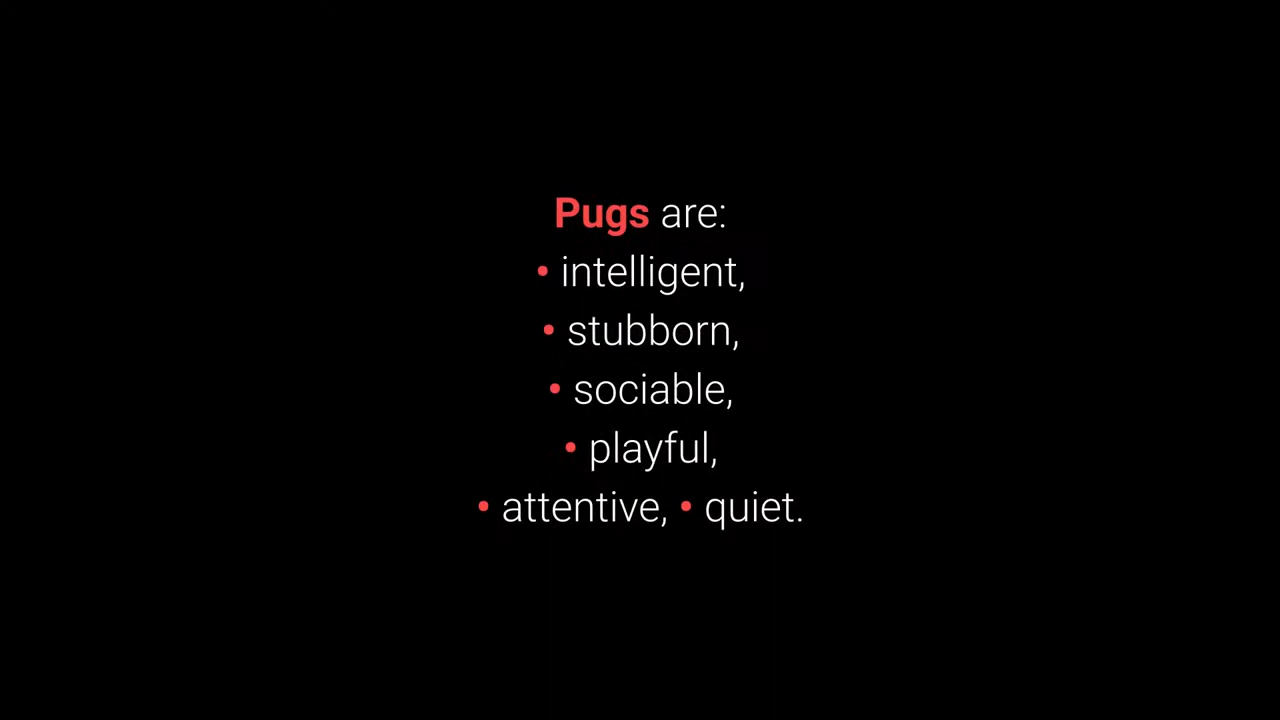 Pugs are:
• intelligent,
• stubborn,
• sociable,
• playful,
• attentive, • quiet.